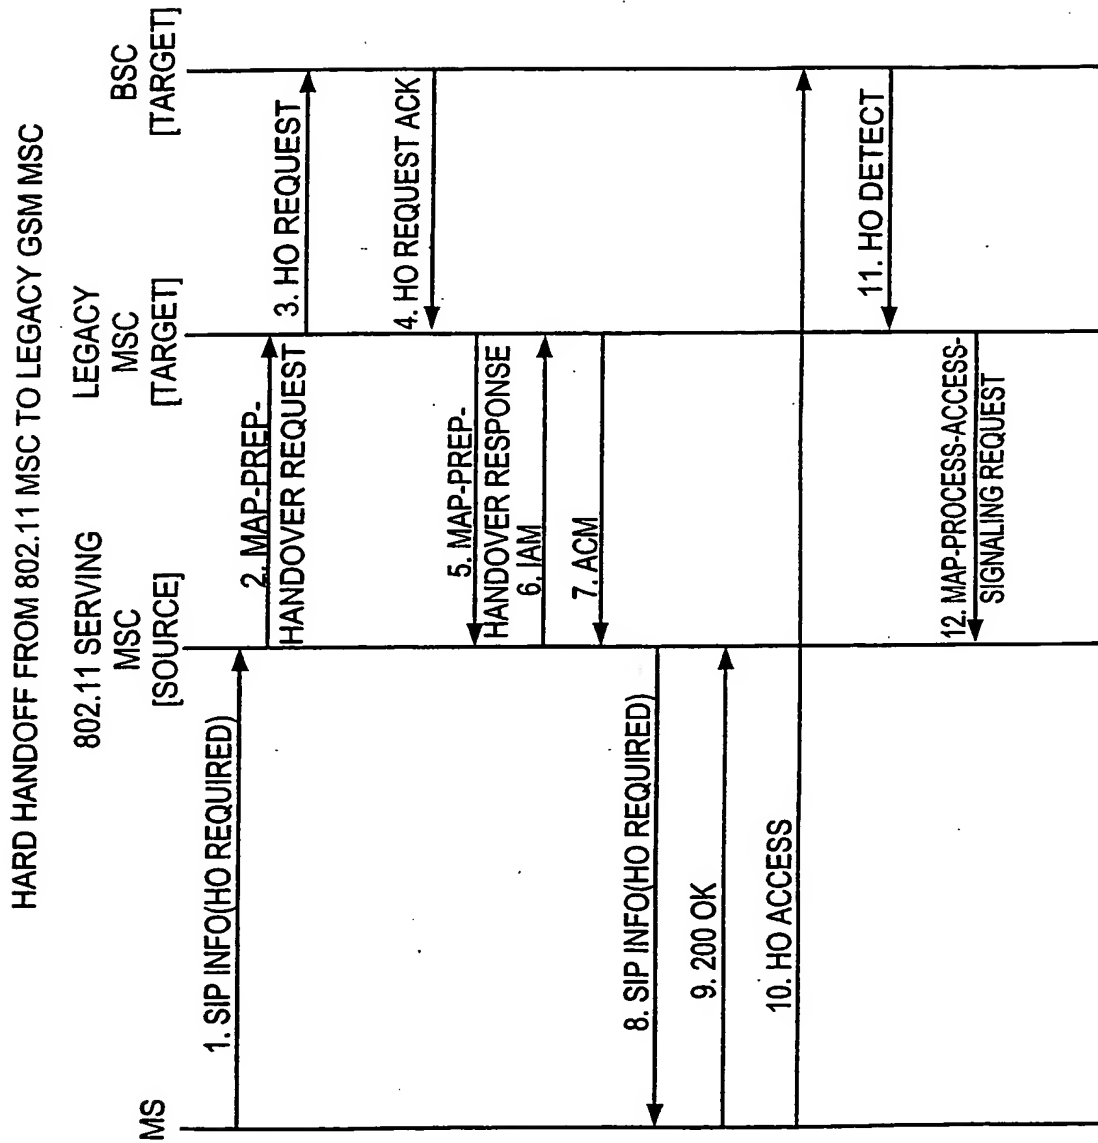 HARD HANDOFF FROM 802.11 MSC TO LEGACY GSM MSC
MS
802.11 SERVING
MSC
[SOURCE]
LEGACY
MSC
[TARGET]
BSC
[TARGET]
1. SIP INFO(HO REQUIRED)
2. MAP-PREP-
HANDOVER REQUEST
3. HO REQUEST
4. HO REQUEST ACK
5. MAP-PREP-
HANDOVER RESPONSE
6. IAM
7. ACM
8. SIP INFO(HO REQUIRED)
9. 200 OK
10. HO ACCESS
11. HO DETECT
12. MAP-PROCESS-ACCESS-
SIGNALING REQUEST